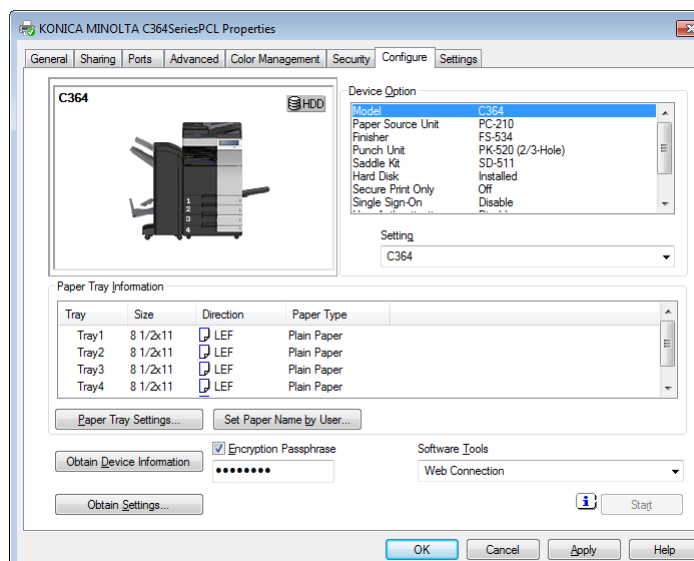 KONICA MINOLTA C364SeriesPCL Properties
General Sharing Ports Advanced Color Management Security Configure Settings
C364
HDD
1
2
3
4
Device Option
Model C364
Paper Source Unit PC-210
Finisher FS-534
Punch Unit PK-520 (2/3-Hole)
Saddle Kit SD-511
Hard Disk Installed
Secure Print Only Off
Single Sign-On Disable
Setting
C364
Paper Tray Information
Tray Size Direction Paper Type
Tray1 8 1/2x11 LEF Plain Paper
Tray2 8 1/2x11 LEF Plain Paper
Tray3 8 1/2x11 LEF Plain Paper
Tray4 8 1/2x11 LEF Plain Paper
Paper Tray Settings... Set Paper Name by User...
Obtain Device Information
Encryption Passphrase
••••••••
Software Tools
Web Connection
Obtain Settings...
Start
OK Cancel Apply Help